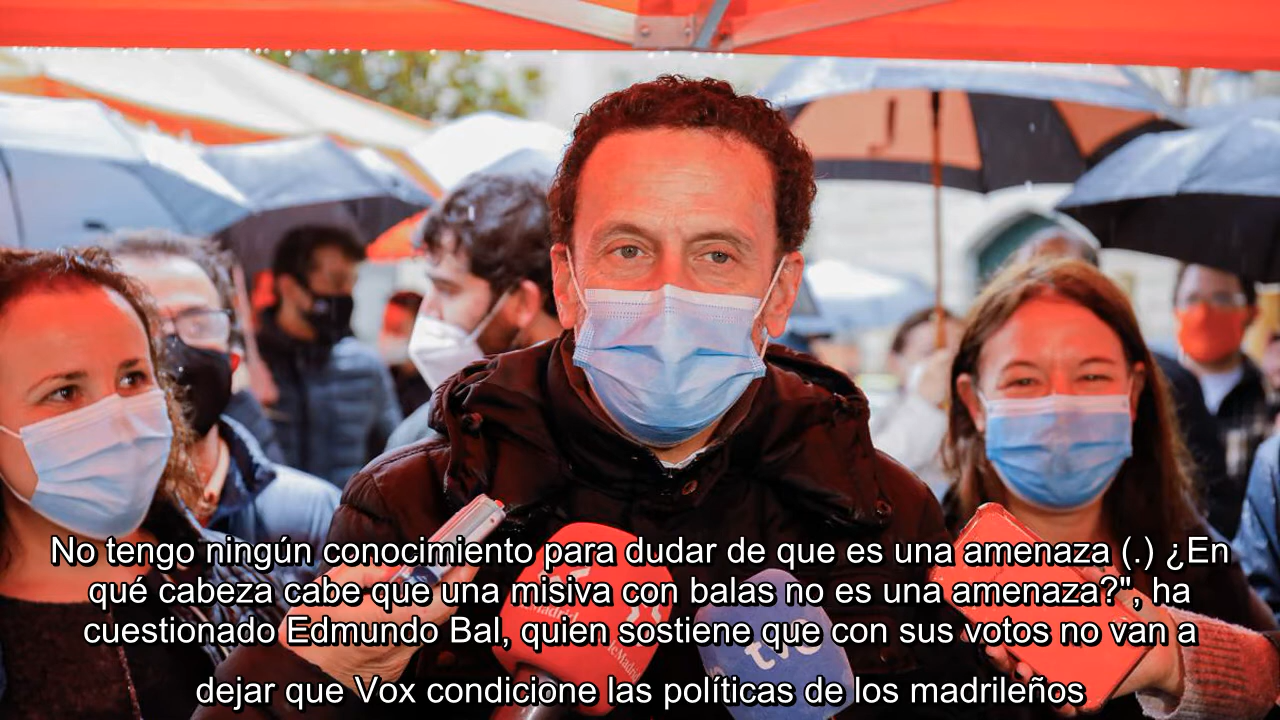 No tengo ningún conocimiento para dudar de que es una amenaza (.) ¿En
qué cabeza cabe que una misiva con balas no es una amenaza?", ha
cuestionado Edmundo Bal, quien sostiene que con sus votos no van a
dejar que Vox condicione las políticas de los madrileños